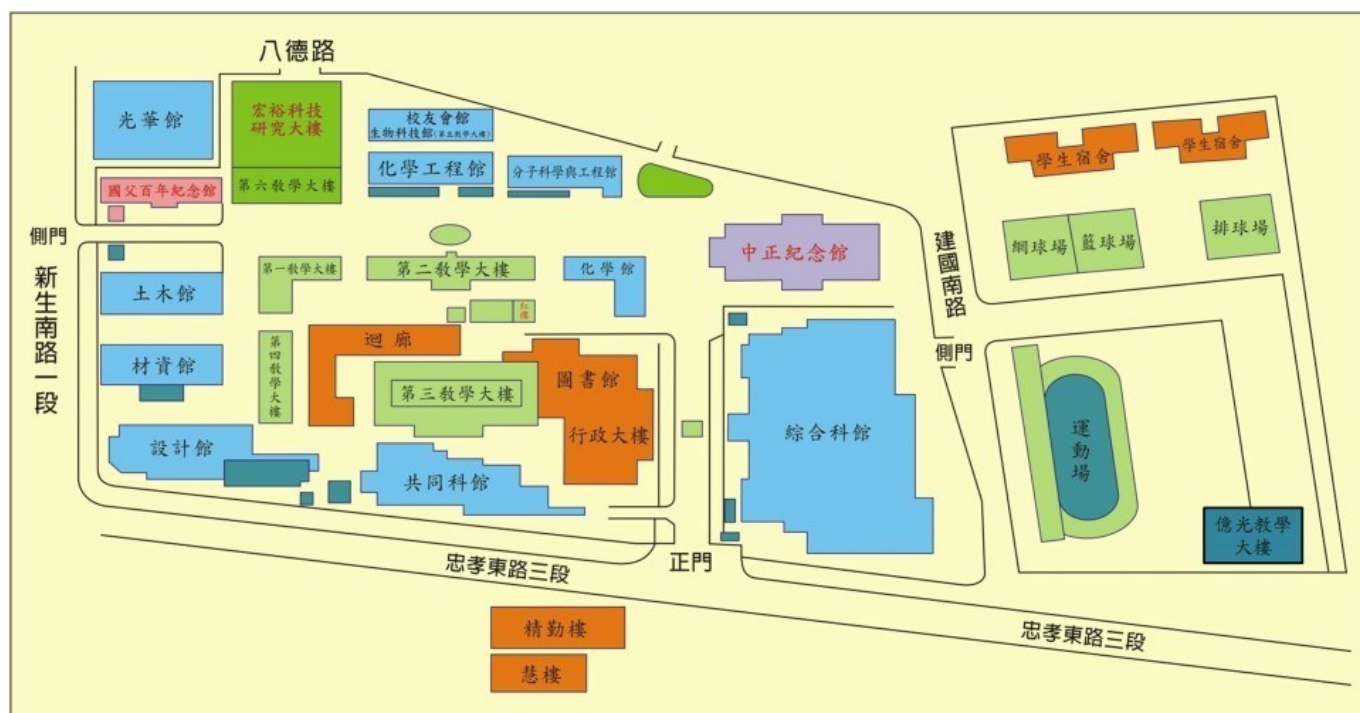 八德路
光華館
宏裕科技
研究大樓
校友會館
生物科技館(第五教學大樓)
化學工程館
分子科學與工程館
學生宿舍
學生宿舍
國父百年紀念館
第六教學大樓
側門
網球場
籃球場
排球場
中正紀念館
建國南路
第一教學大樓
第二教學大樓
化學館
新生南路一段
土木館
紅樓
迴廊
側門
材資館
第四教學大樓
第三教學大樓
圖書館
行政大樓
綜合科館
運動場
設計館
共同科館
億光教學
大樓
正門
忠孝東路三段
精勤樓
忠孝東路三段
慧樓